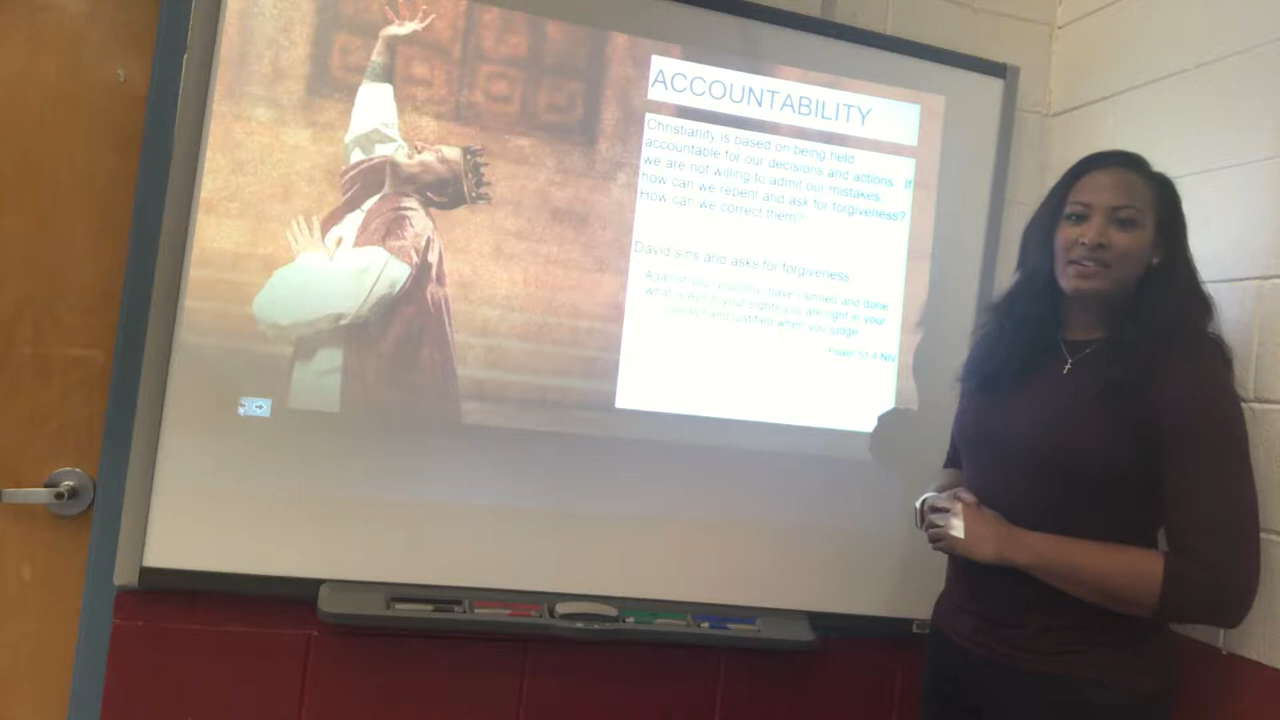 ACCOUNTABILITY
Christianity is based on being held
accountable for our decisions and actions. If
we are not willing to admit our mistakes,
how can we repent and ask for forgiveness?
How can we correct them?
David sins and asks for forgiveness
Against you, you only, have I sinned and done
what is evil in your sight; you are right in your
verdict and justified when you judge.
Psalm 51:4 NIV